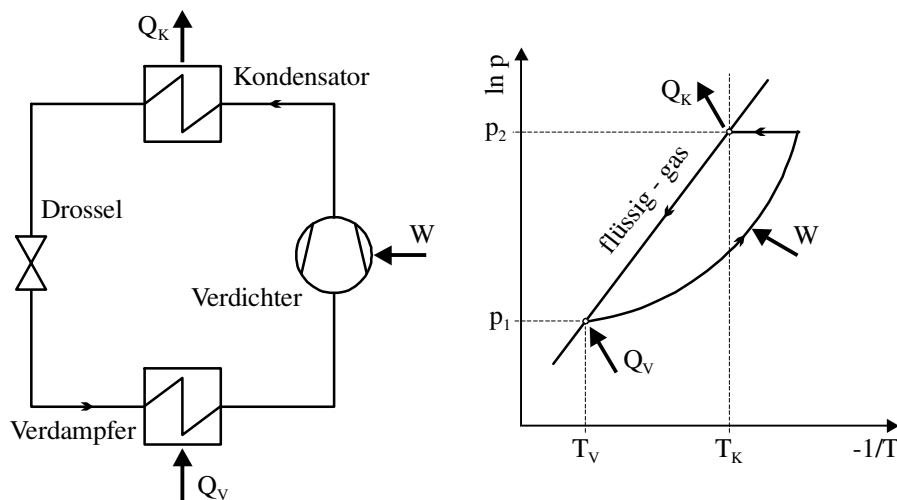 Q_K
Kondensator
Drossel
W
Verdichter
Verdampfer
Q_V
ln p
Q_K
p_2
flüssig - gas
W
p_1
Q_V
T_V
T_K
-1/T